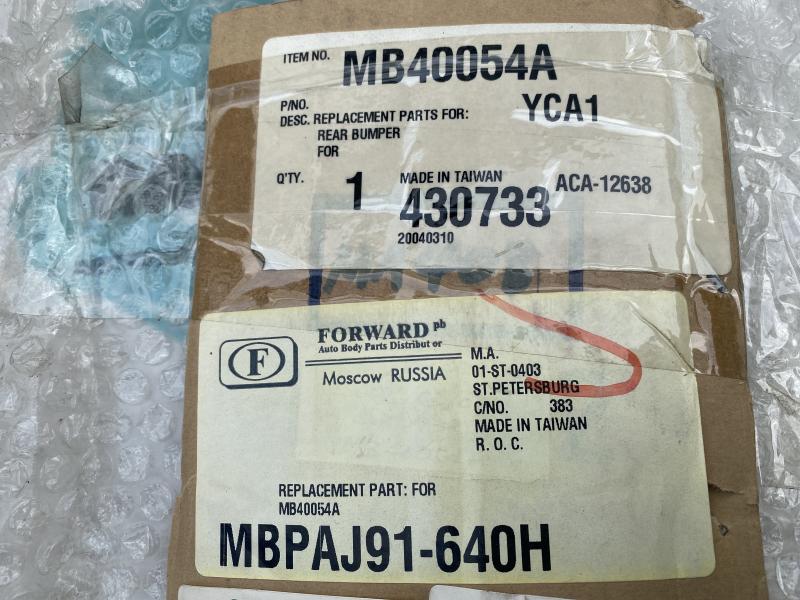 ITEM NO. MB40054A
P/NO. YCA1
DESC. REPLACEMENT PARTS FOR:
REAR BUMPER
FOR
Q'TY. 1 MADE IN TAIWAN ACA-12638
430733
20040310
F FORWARD pb
Auto Body Parts Distributor
Moscow RUSSIA
M.A.
01-ST-0403
ST.PETERSBURG
C/NO. 383
MADE IN TAIWAN
R. O. C.
REPLACEMENT PART: FOR
MB40054A
MBPAJ91-640H